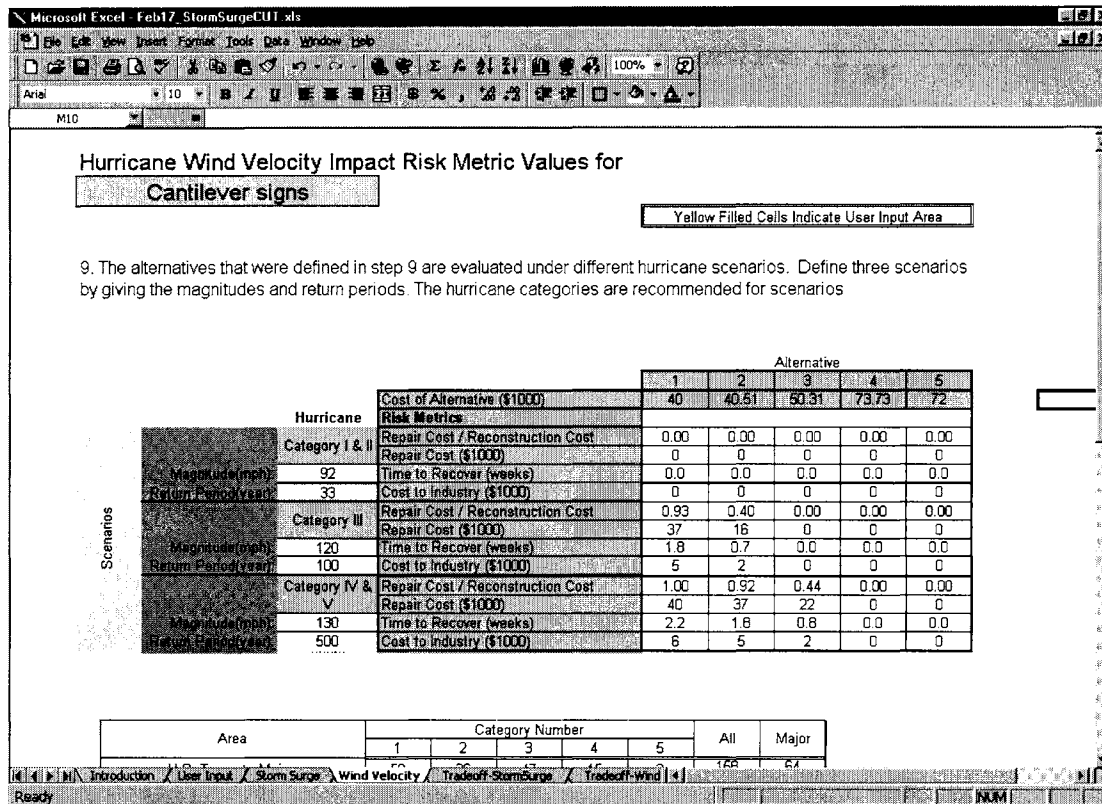 Microsoft Excel - Feb17_StormSurgeCUT.xls
File Edit View Insert Format Tools Data Window Help
100%
Arial 10 B I U $ % ,
M10 =
Hurricane Wind Velocity Impact Risk Metric Values for
Cantilever signs
Yellow Filled Cells Indicate User Input Area
9. The alternatives that were defined in step 9 are evaluated under different hurricane scenarios. Define three scenarios
by giving the magnitudes and return periods. The hurricane categories are recommended for scenarios
Alternative
1 2 3 4 5
Cost of Alternative ($1000) 40 40.51 50.31 73.73 72
Hurricane Risk Metrics
Scenarios
Category I & II Repair Cost / Reconstruction Cost 0.00 0.00 0.00 0.00 0.00
Repair Cost ($1000) 0 0 0 0 0
Magnitude(mph): 92 Time to Recover (weeks) 0.0 0.0 0.0 0.0 0.0
Return Period(year): 33 Cost to Industry ($1000) 0 0 0 0 0
Category III Repair Cost / Reconstruction Cost 0.93 0.40 0.00 0.00 0.00
Repair Cost ($1000) 37 16 0 0 0
Magnitude(mph): 120 Time to Recover (weeks) 1.8 0.7 0.0 0.0 0.0
Return Period(year): 100 Cost to Industry ($1000) 5 2 0 0 0
Category IV & V Repair Cost / Reconstruction Cost 1.00 0.92 0.44 0.00 0.00
Repair Cost ($1000) 40 37 22 0 0
Magnitude(mph): 130 Time to Recover (weeks) 2.2 1.8 0.8 0.0 0.0
Return Period(year): 500 Cost to Industry ($1000) 6 5 2 0 0
Area Category Number All Major
1 2 3 4 5
Introduction / User Input / Storm Surge \ Wind Velocity / Tradeoff-StormSurge / Tradeoff-Wind
Ready NUM